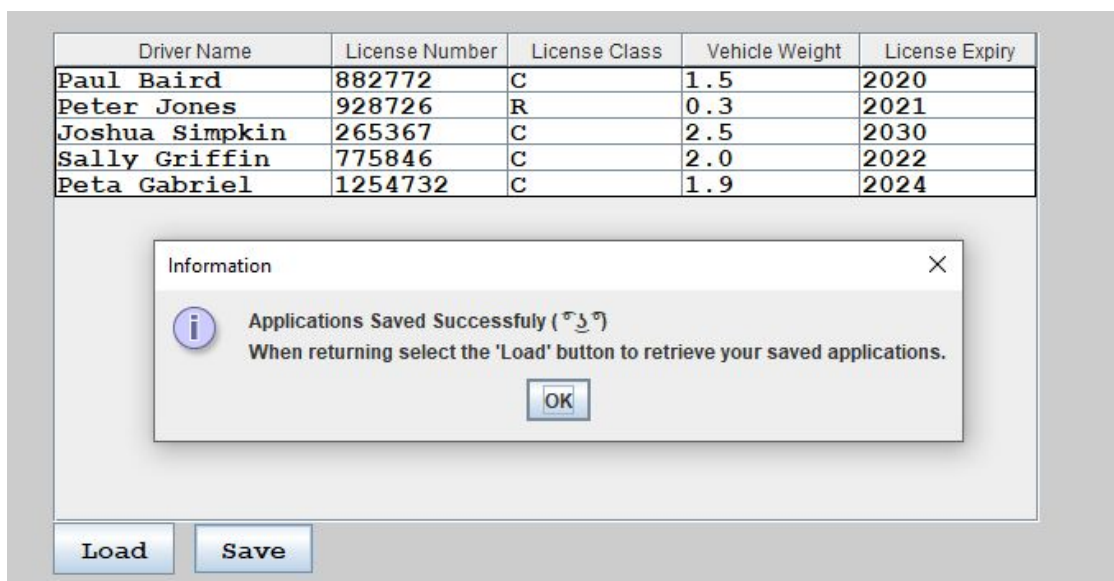 Driver Name License Number License Class Vehicle Weight License Expiry
Paul Baird 882772 C 1.5 2020
Peter Jones 928726 R 0.3 2021
Joshua Simpkin 265367 C 2.5 2030
Sally Griffin 775846 C 2.0 2022
Peta Gabriel 1254732 C 1.9 2024
Information
i
Applications Saved Successfuly ( ͡° ͜ʖ ͡°)
When returning select the 'Load' button to retrieve your saved applications.
OK
Load Save